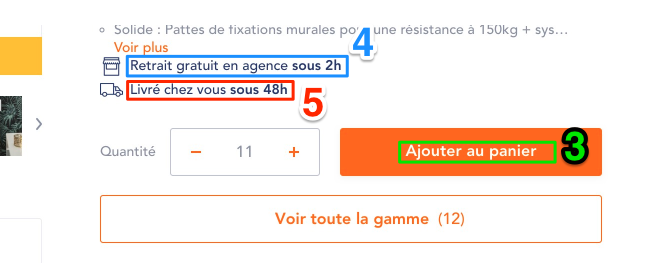 Solide : Pattes de fixations murales pour une résistance à 150kg + sys…
Voir plus
4
Retrait gratuit en agence sous 2h
Livré chez vous sous 48h
5
Quantité
− 11 +
Ajouter au panier
3
Voir toute la gamme (12)